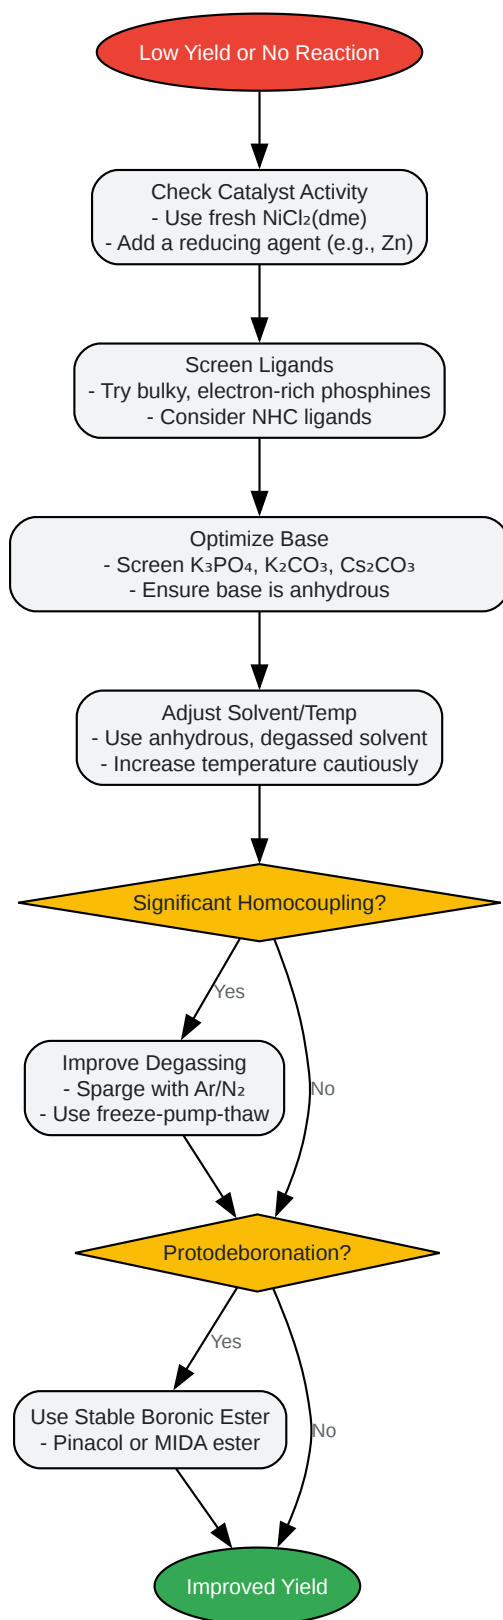 Low Yield or No Reaction
Check Catalyst Activity
- Use fresh NiCl₂(dme)
- Add a reducing agent (e.g., Zn)
Screen Ligands
- Try bulky, electron-rich phosphines
- Consider NHC ligands
Optimize Base
- Screen K₃PO₄, K₂CO₃, Cs₂CO₃
- Ensure base is anhydrous
Adjust Solvent/Temp
- Use anhydrous, degassed solvent
- Increase temperature cautiously
Significant Homocoupling?
Yes
Improve Degassing
- Sparge with Ar/N₂
- Use freeze-pump-thaw
No
Protodeboronation?
Yes
Use Stable Boronic Ester
- Pinacol or MIDA ester
No
Improved Yield